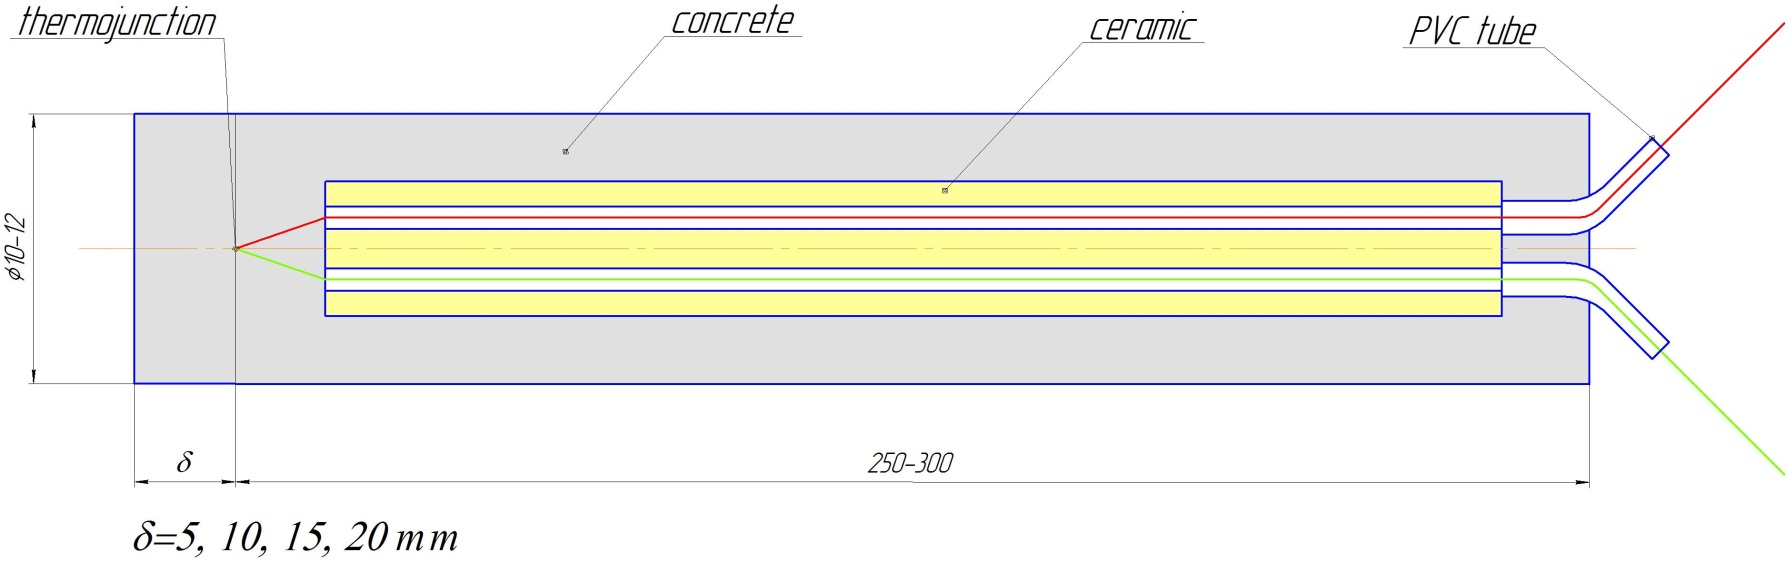 thermojunction
concrete
ceramic
PVC tube
ϕ10-12
δ
250-300
δ=5, 10, 15, 20 mm